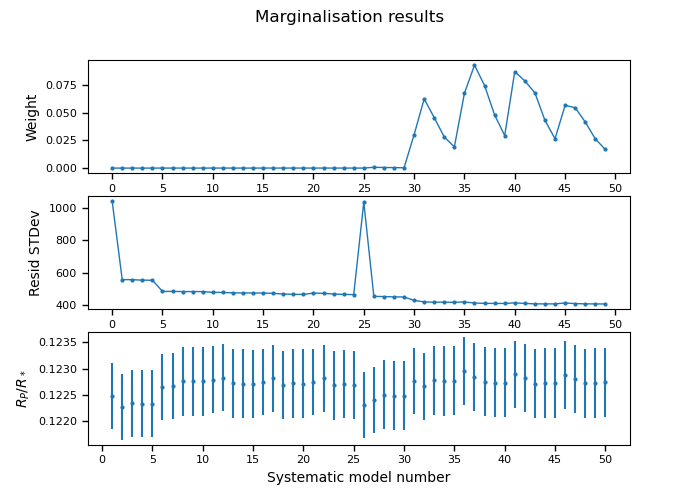 Marginalisation results
Weight
0.075
0.050
0.025
0.000
0 5 10 15 20 25 30 35 40 45 50
Resid STDev
1000
800
600
400
0 5 10 15 20 25 30 35 40 45 50
R_P/R_*
0.1235
0.1230
0.1225
0.1220
0 5 10 15 20 25 30 35 40 45 50
Systematic model number